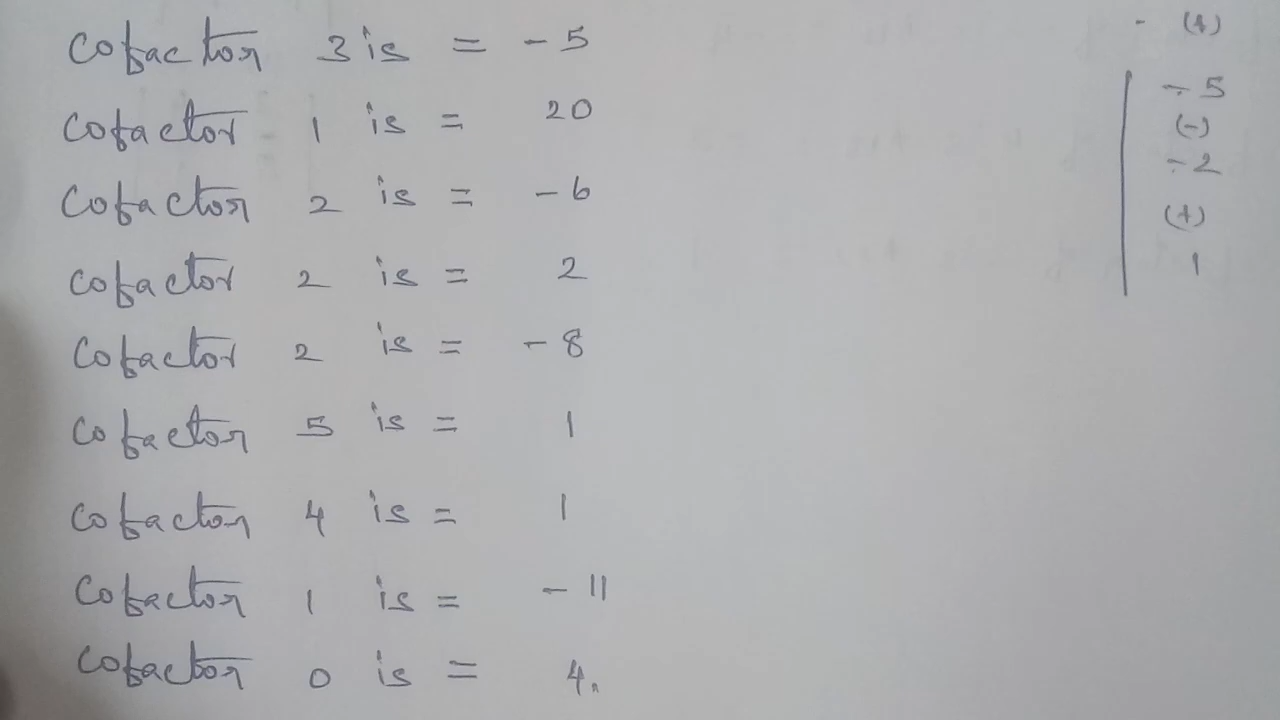 cofactor 3 is = - 5
cofactor 1 is = 20
cofactor 2 is = - 6
cofactor 2 is = 2
cofactor 2 is = - 8
cofactor 5 is = 1
cofactor 4 is = 1
cofactor 1 is = - 11
cofactor 0 is = 4.
- (+)
- 5
(-)
- 2
(+)
1